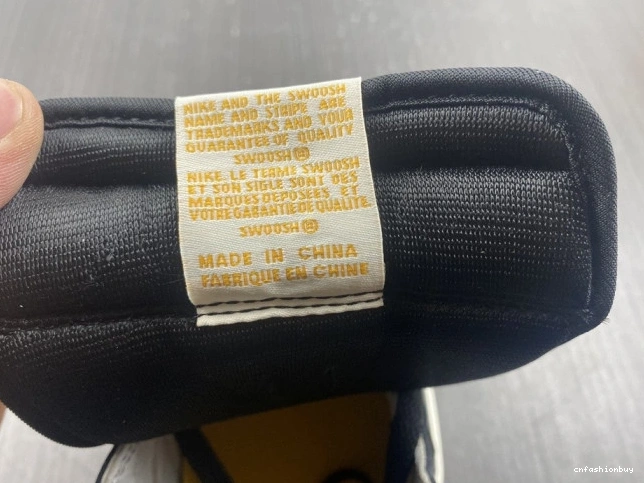 NIKE AND THE SWOOSH
NAME AND STRIPE ARE
TRADEMARKS AND YOUR
GUARANTEE OF QUALITY
SWOOSH®
NIKE, LE TERME SWOOSH
ET SON SIGLE SONT DES
MARQUES DEPOSEES ET
VOTRE GARANTIE DE QUALITE.
SWOOSH®
MADE IN CHINA
FABRIQUE EN CHINE
cnfashionbuy